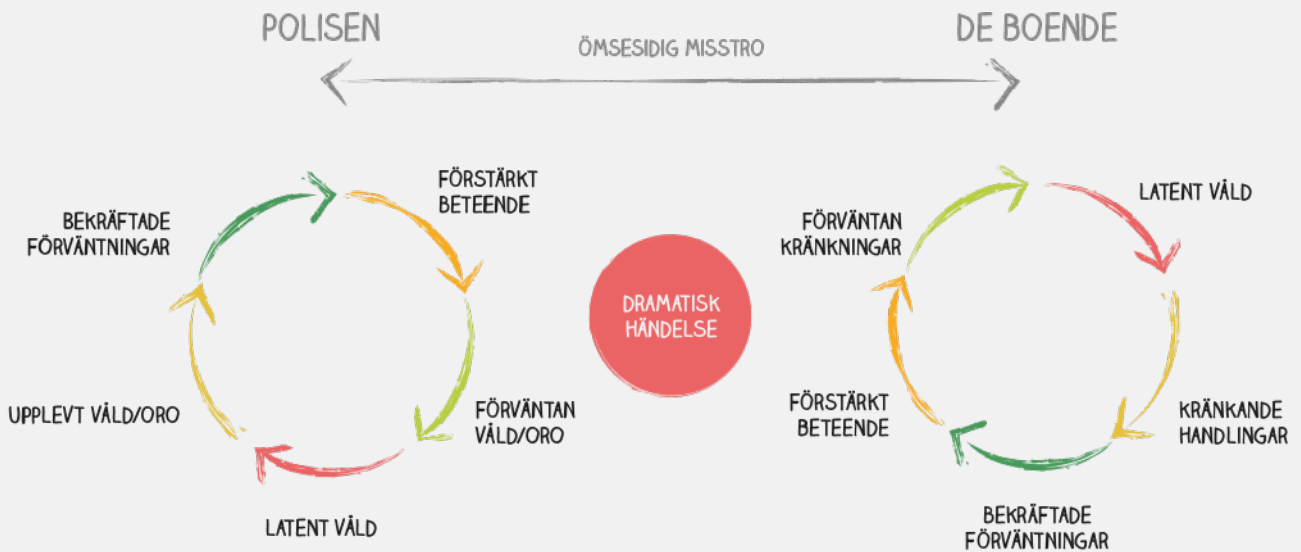 POLISEN
ÖMSESIDIG MISSTRO
DE BOENDE
BEKRÄFTADE
FÖRVÄNTNINGAR
FÖRSTÄRKT
BETEENDE
FÖRVÄNTAN
VÅLD/ORO
LATENT VÅLD
UPPLEVT VÅLD/ORO
DRAMATISK
HÄNDELSE
FÖRVÄNTAN
KRÄNKNINGAR
LATENT VÅLD
KRÄNKANDE
HANDLINGAR
BEKRÄFTADE
FÖRVÄNTNINGAR
FÖRSTÄRKT
BETEENDE